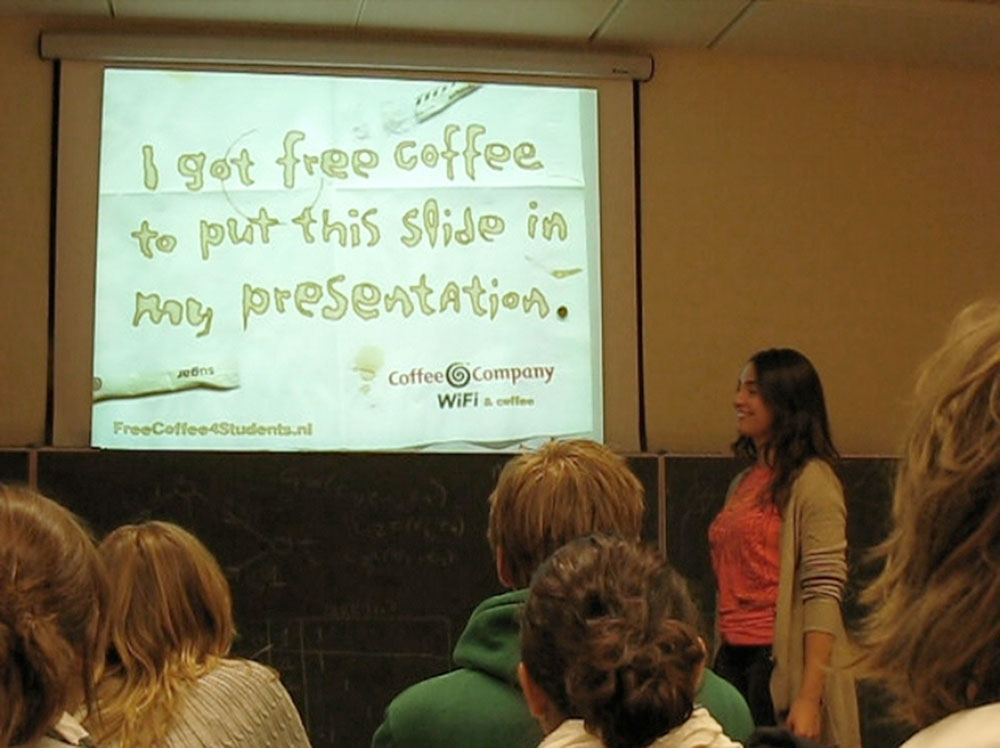 I got free coffee
to put this slide in
my presentation.
Jeans
Coffee Company
WiFi & coffee
FreeCoffee4Students.nl